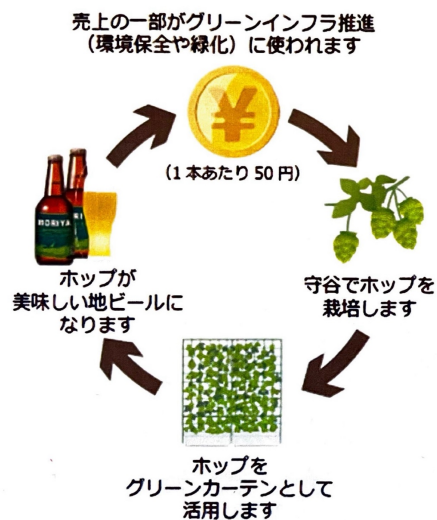 売上の一部がグリーンインフラ推進
（環境保全や緑化）に使われます
¥
（1本あたり 50 円）
守谷でホップを
栽培します
ホップを
グリーンカーテンとして
活用します
MORIYA
MORIYA
ホップが
美味しい地ビールに
なります